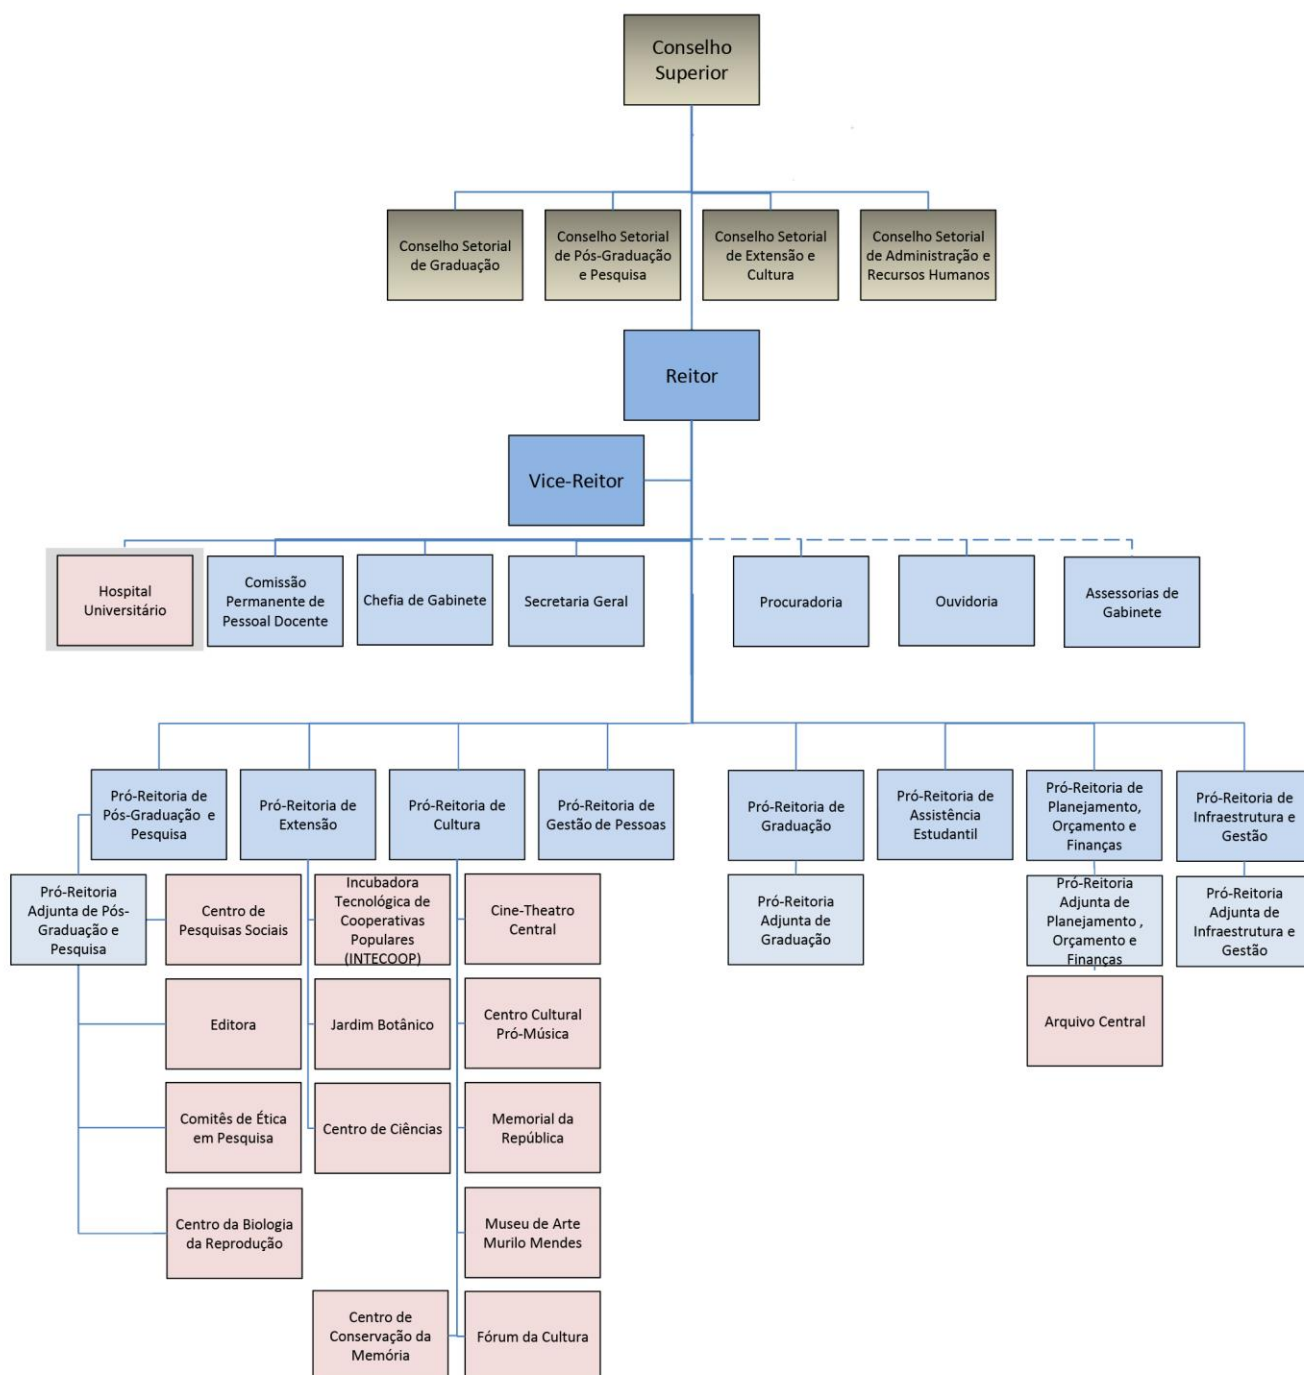 Conselho
Superior
Conselho Setorial
de Graduação
Conselho Setorial
de Pós-Graduação
e Pesquisa
Conselho Setorial
de Extensão e
Cultura
Conselho Setorial
de Administração e
Recursos Humanos
Reitor
Vice-Reitor
Hospital
Universitário
Comissão
Permanente de
Pessoal Docente
Chefia de Gabinete
Secretaria Geral
Procuradoria
Ouvidoria
Assessorias de
Gabinete
Pró-Reitoria de
Pós-Graduação e
Pesquisa
Pró-Reitoria de
Extensão
Pró-Reitoria de
Cultura
Pró-Reitoria de
Gestão de Pessoas
Pró-Reitoria de
Graduação
Pró-Reitoria de
Assistência
Estudantil
Pró-Reitoria de
Planejamento,
Orçamento e
Finanças
Pró-Reitoria de
Infraestrutura e
Gestão
Pró-Reitoria
Adjunta de Pós-
Graduação e
Pesquisa
Centro de
Pesquisas Sociais
Incubadora
Tecnológica de
Cooperativas
Populares
(INTECOOP)
Cine-Theatro
Central
Pró-Reitoria
Adjunta de
Graduação
Pró-Reitoria
Adjunta de
Planejamento ,
Orçamento e
Finanças
Pró-Reitoria
Adjunta de
Infraestrutura e
Gestão
Editora
Jardim Botânico
Centro Cultural
Pró-Música
Arquivo Central
Comitês de Ética
em Pesquisa
Centro de Ciências
Memorial da
República
Centro da Biologia
da Reprodução
Museu de Arte
Murilo Mendes
Centro de
Conservação da
Memória
Fórum da Cultura